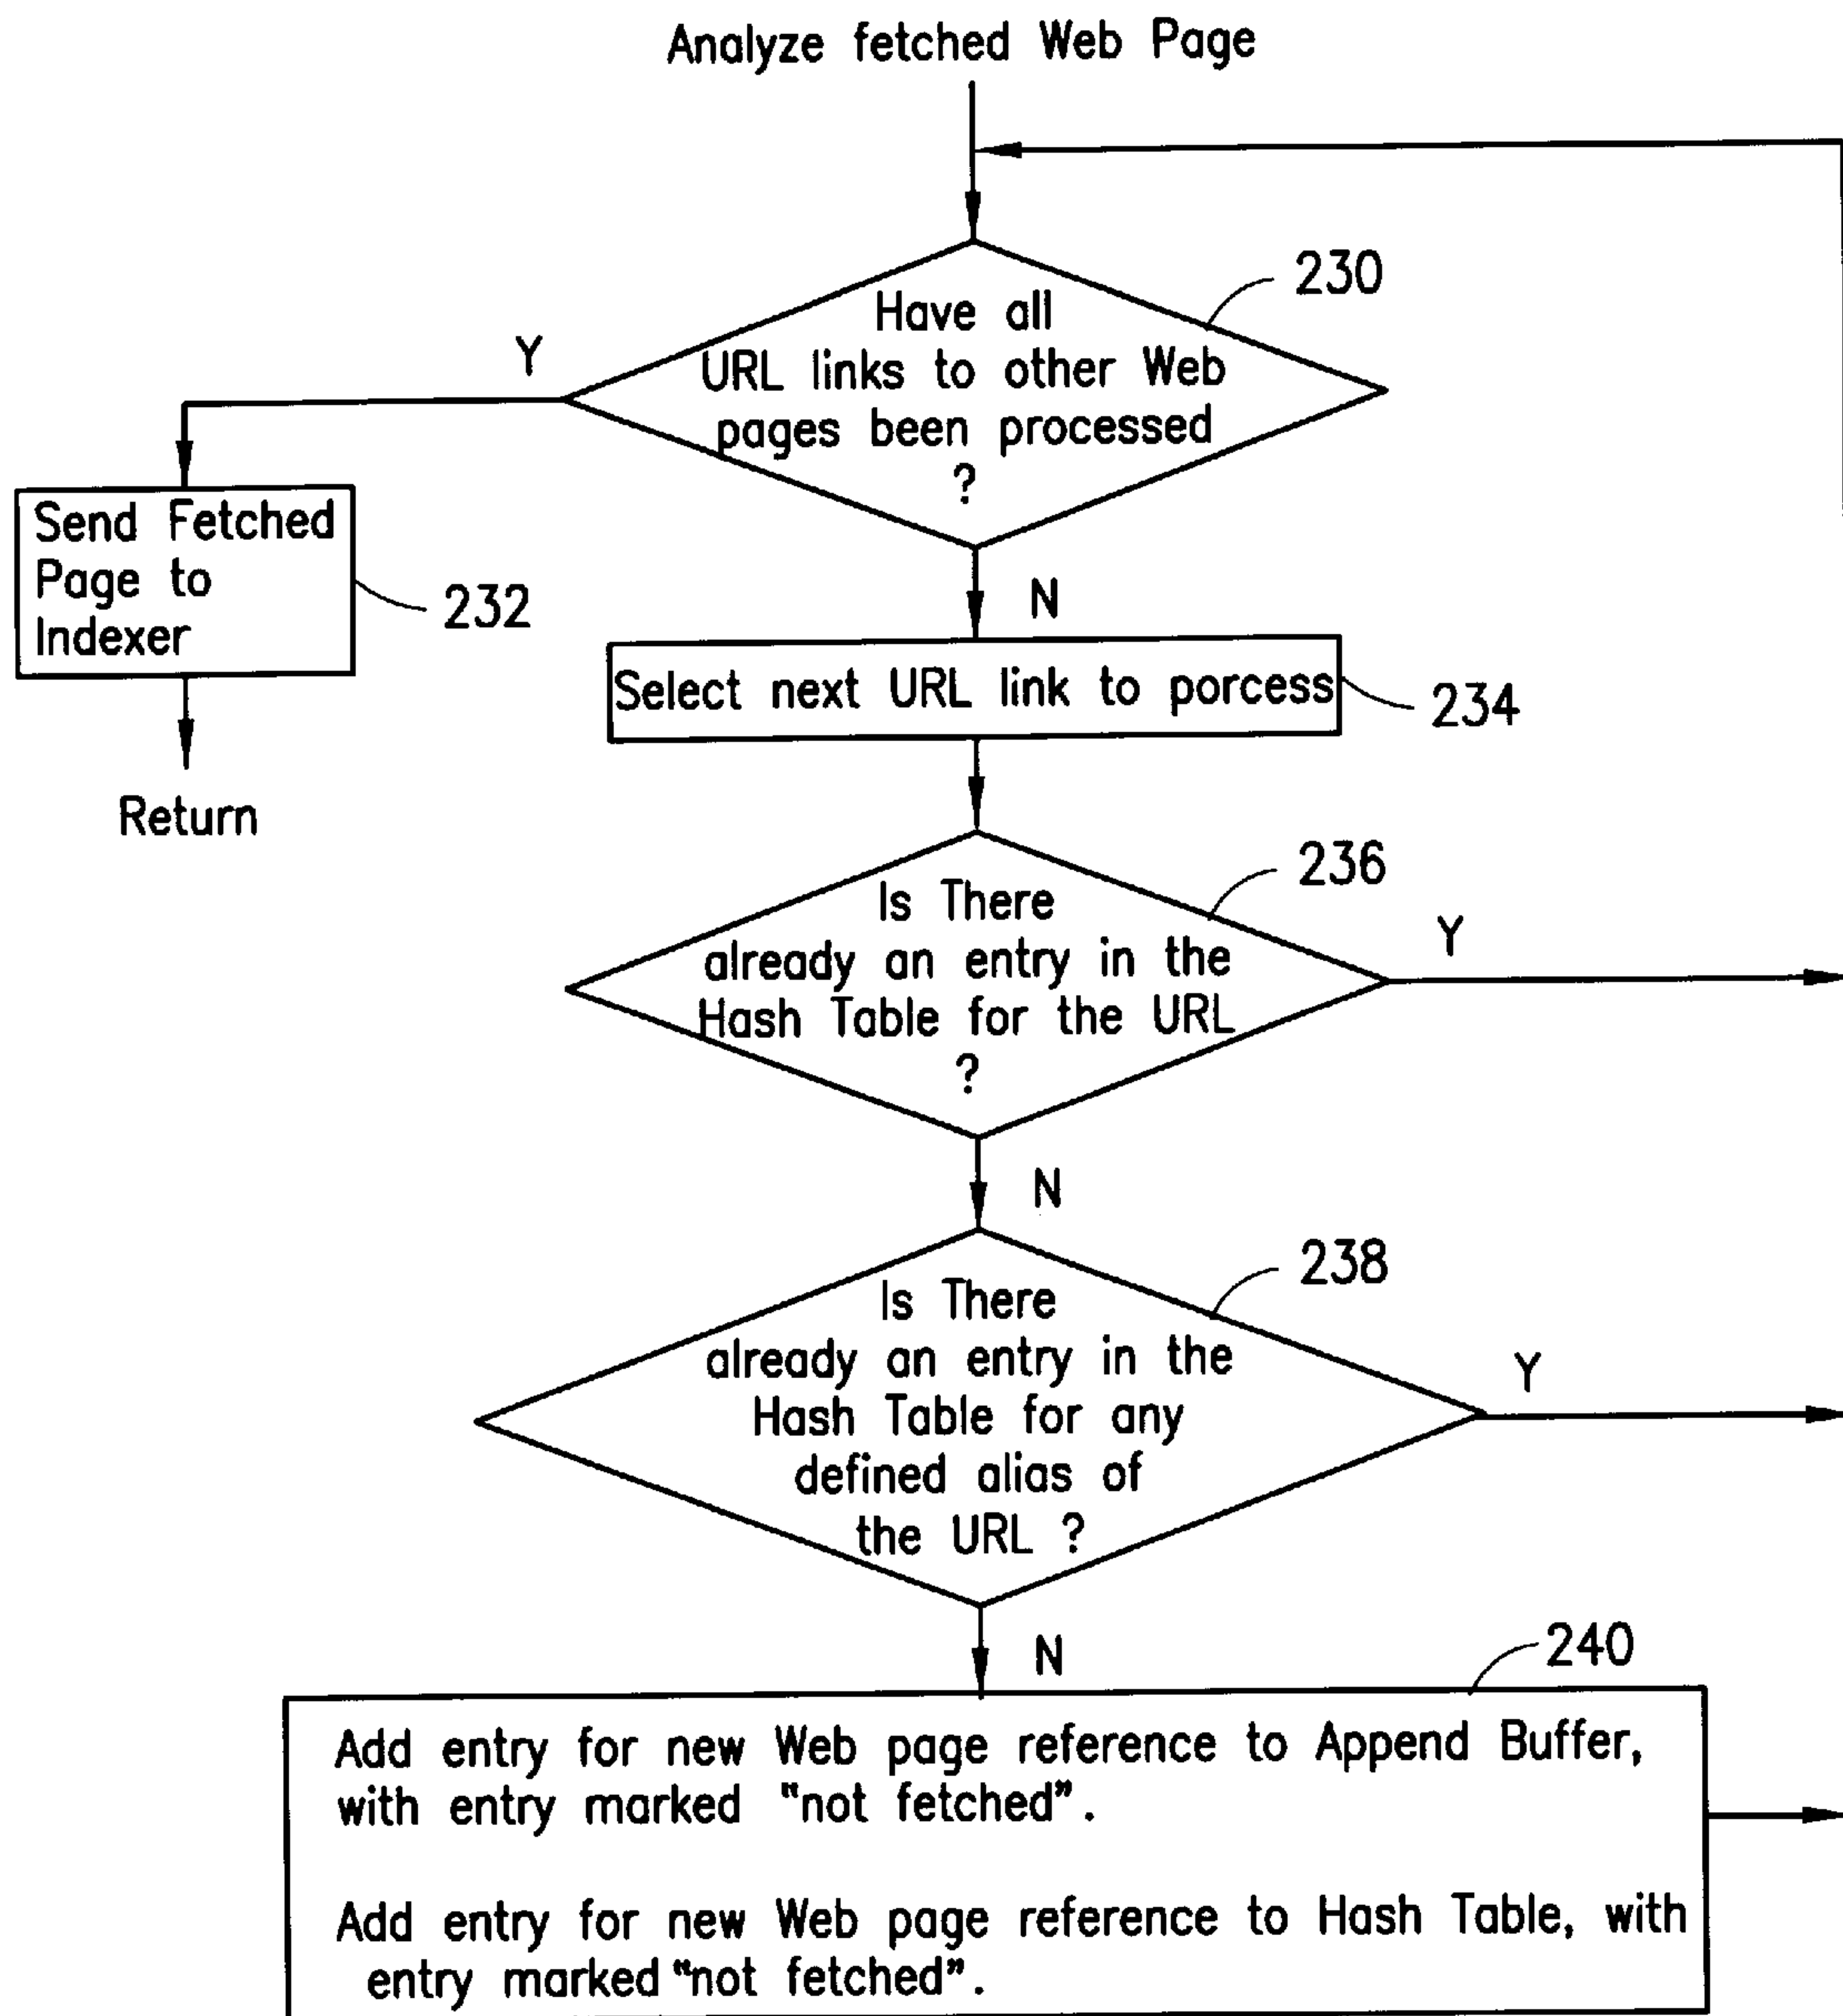 Analyze fetched Web Page
230
Have all
URL links to other Web
pages been processed
?
Y
N
Send Fetched
Page to
Indexer
232
Return
Select next URL link to porcess
234
236
Is There
already an entry in the
Hash Table for the URL
?
Y
N
238
Is There
already an entry in the
Hash Table for any
defined alias of
the URL ?
Y
N
240
Add entry for new Web page reference to Append Buffer,
with entry marked "not fetched".
Add entry for new Web page reference to Hash Table, with
entry marked "not fetched".